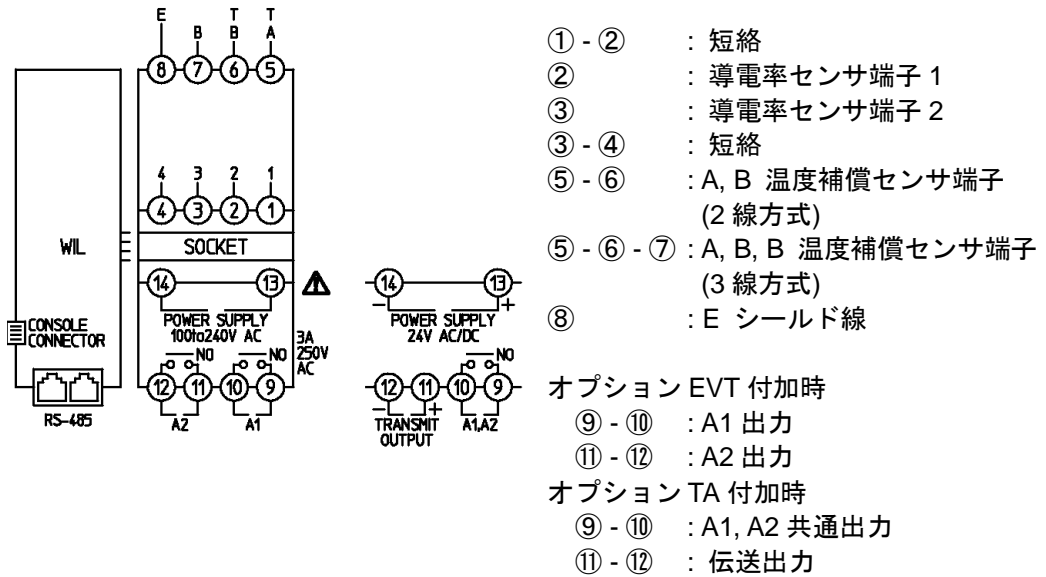 E B T B T A
8 7 6 5
4 3 2 1
4 3 2 1
WIL
SOCKET
14 13
POWER SUPPLY
100to240V AC
3A
250V
AC
NO NO
12 11 10 9
A2 A1
CONSOLE
CONNECTOR
RS-485
14 13
- +
POWER SUPPLY
24V AC/DC
NO
12 11 10 9
- +
TRANSMIT
OUTPUT
A1,A2
① - ② : 短絡
② : 導電率センサ端子 1
③ : 導電率センサ端子 2
③ - ④ : 短絡
⑤ - ⑥ : A, B 温度補償センサ端子
(2 線方式)
⑤ - ⑥ - ⑦ : A, B, B 温度補償センサ端子
(3 線方式)
⑧ : E シールド線
オプション EVT 付加時
⑨ - ⑩ : A1 出力
⑪ - ⑫ : A2 出力
オプション TA 付加時
⑨ - ⑩ : A1, A2 共通出力
⑪ - ⑫ : 伝送出力